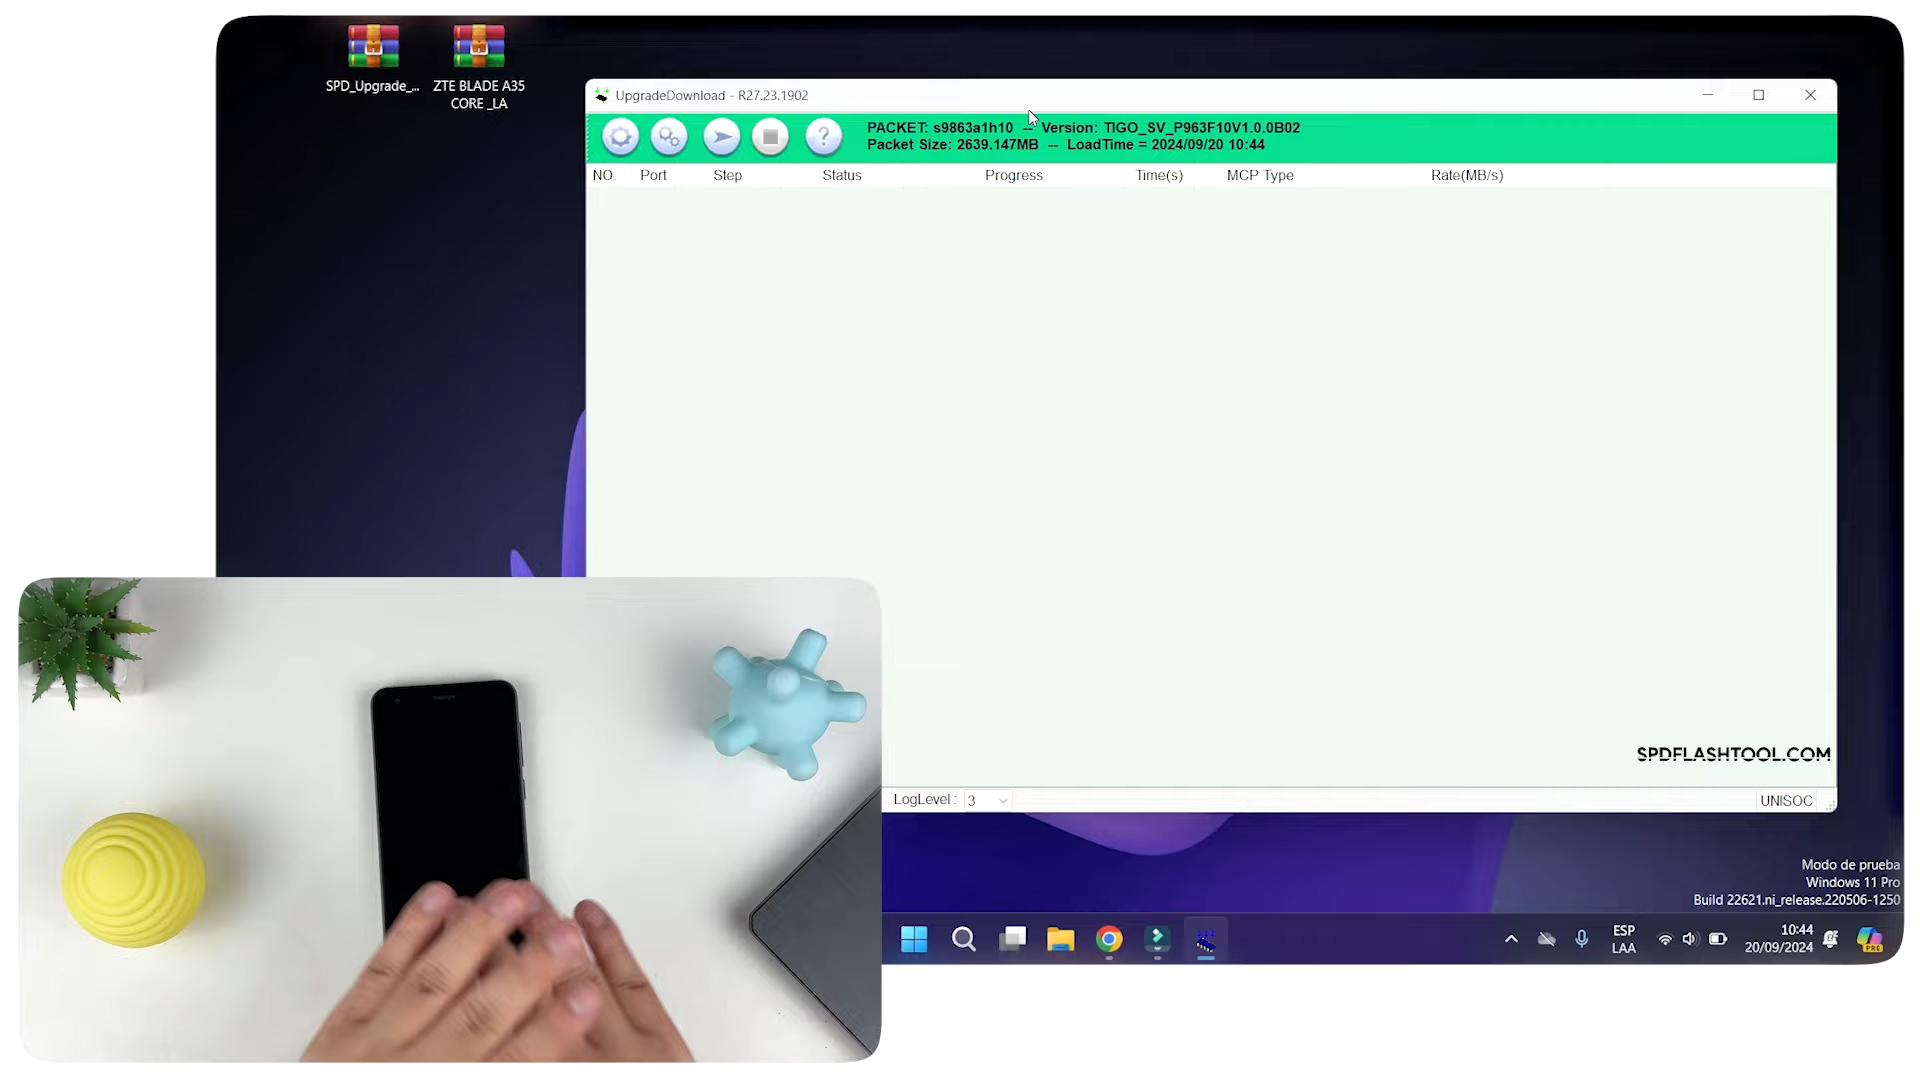 SPD_Upgrade_...
ZTE BLADE A35
CORE _LA
UpgradeDownload - R27.23.1902
PACKET: s9863a1h10 -- Version: TIGO_SV_P963F10V1.0.0B02
Packet Size: 2639.147MB -- LoadTime = 2024/09/20 10:44
NO. Port Step Status Progress Time(s) MCP Type Rate(MB/s)
SPDFLASHTOOL.COM
LogLevel : 3
UNISOC
Modo de prueba
Windows 11 Pro
Build 22621.ni_release.220506-1250
ESP
LAA
10:44
20/09/2024
PRE